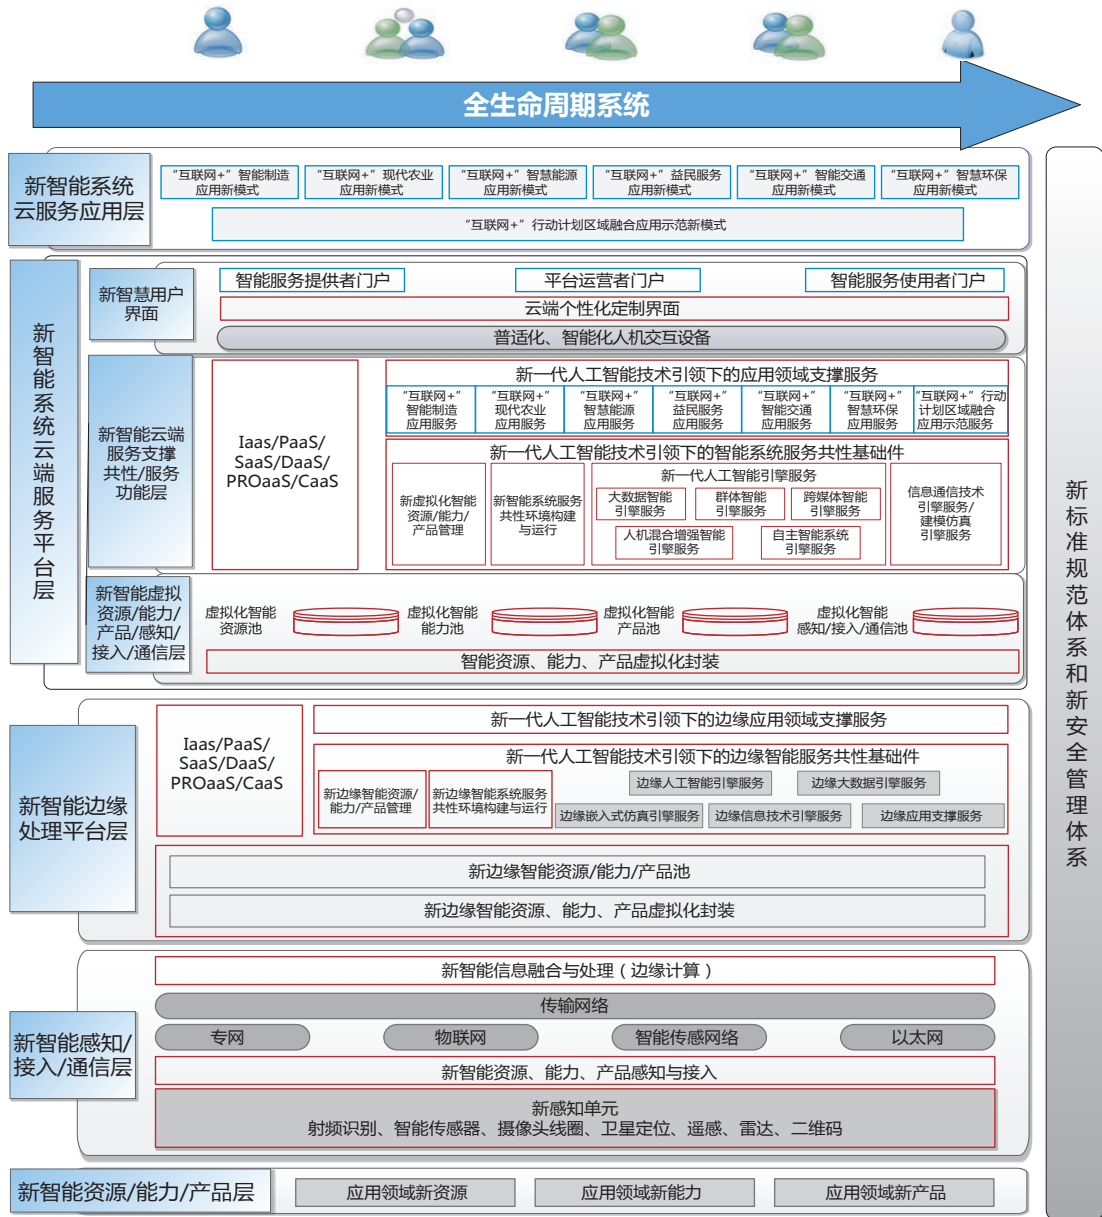 全生命周期系统
新智能系统
云服务应用层
“互联网+”智能制造
应用新模式
“互联网+”现代农业
应用新模式
“互联网+”智慧能源
应用新模式
“互联网+”益民服务
应用新模式
“互联网+”智能交通
应用新模式
“互联网+”智慧环保
应用新模式
“互联网+”行动计划区域融合应用示范新模式
新智能系统云端服务平台层
新智慧用户
界面
智能服务提供者门户
平台运营者门户
智能服务使用者门户
云端个性化定制界面
普适化、智能化人机交互设备
新智能云端
服务支撑
共性/服务
功能层
Iaas/PaaS/
SaaS/DaaS/
PROaaS/CaaS
新一代人工智能技术引领下的应用领域支撑服务
“互联网+”
智能制造
应用服务
“互联网+”
现代农业
应用服务
“互联网+”
智慧能源
应用服务
“互联网+”
益民服务
应用服务
“互联网+”
智能交通
应用服务
“互联网+”
智慧环保
应用服务
“互联网+”行动
计划区域融合
应用示范服务
新一代人工智能技术引领下的智能系统服务共性基础件
新虚拟化智能
资源/能力/
产品管理
新智能系统服务
共性环境构建
与运行
新一代人工智能引擎服务
大数据智能
引擎服务
群体智能
引擎服务
跨媒体智能
引擎服务
人机混合增强智能
引擎服务
自主智能系统
引擎服务
信息通信技术
引擎服务/
建模仿真
引擎服务
新智能虚拟
资源/能力/
产品/感知/
接入/通信层
虚拟化智能
资源池
虚拟化智能
能力池
虚拟化智能
产品池
虚拟化智能
感知/接入/通信池
智能资源、能力、产品虚拟化封装
新智能边缘
处理平台层
Iaas/PaaS/
SaaS/DaaS/
PROaaS/CaaS
新一代人工智能技术引领下的边缘应用领域支撑服务
新一代人工智能技术引领下的边缘智能服务共性基础件
新边缘智能资源/
能力/产品管理
新边缘智能系统服务
共性环境构建与运行
边缘人工智能引擎服务
边缘大数据引擎服务
边缘嵌入式仿真引擎服务
边缘信息技术引擎服务
边缘应用支撑服务
新边缘智能资源/能力/产品池
新边缘智能资源、能力、产品虚拟化封装
新智能感知/
接入/通信层
新智能信息融合与处理（边缘计算）
传输网络
专网
物联网
智能传感网络
以太网
新智能资源、能力、产品感知与接入
新感知单元
射频识别、智能传感器、摄像头线圈、卫星定位、遥感、雷达、二维码
新智能资源/能力/产品层
应用领域新资源
应用领域新能力
应用领域新产品
新标准规范体系和新安全管理体系